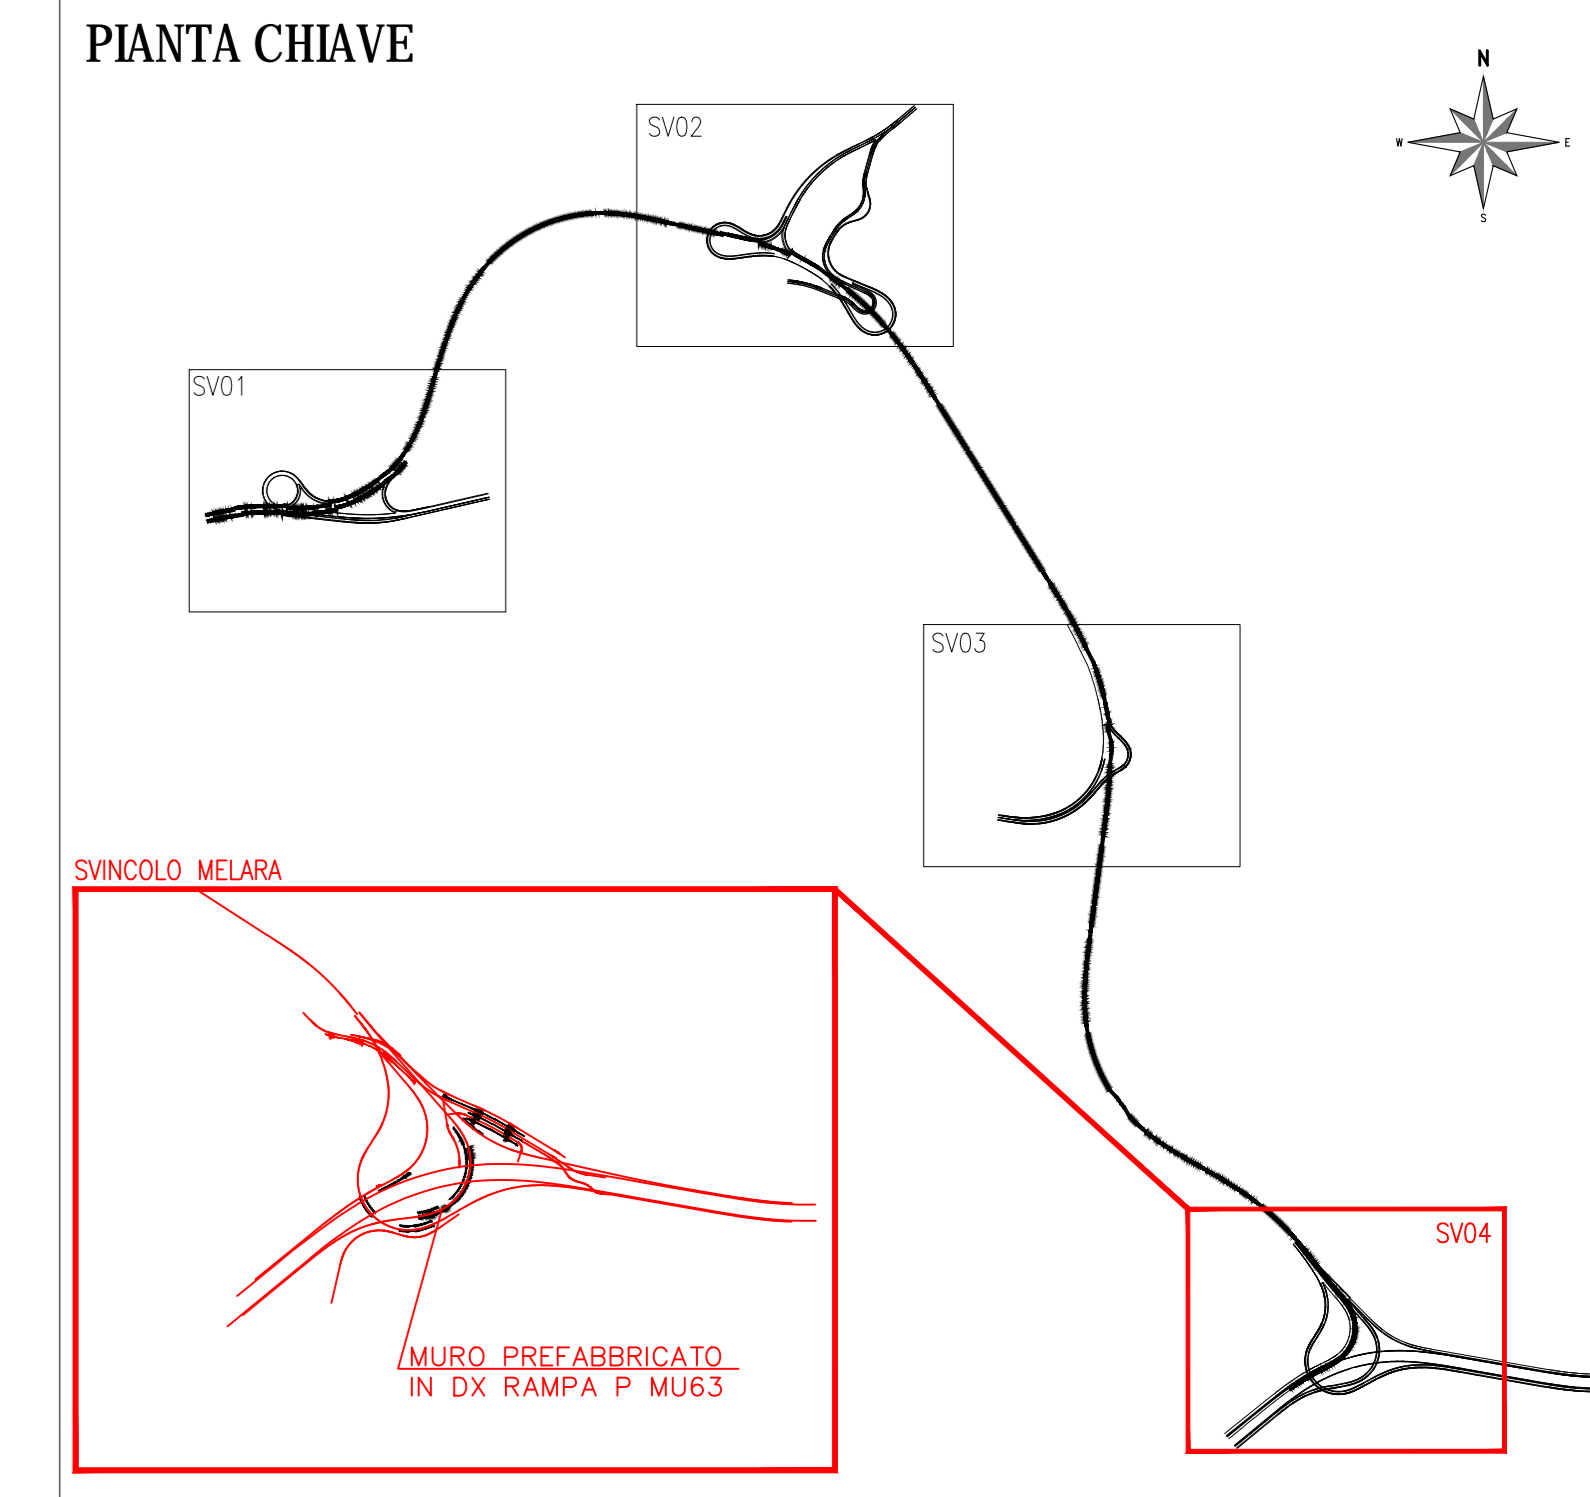 PIANTA CHIAVE
N
W
E
S
SV02
SV01
SV03
SVINCOLO MELARA
SV04
MURO PREFABBRICATO
IN DX RAMPA P MU63